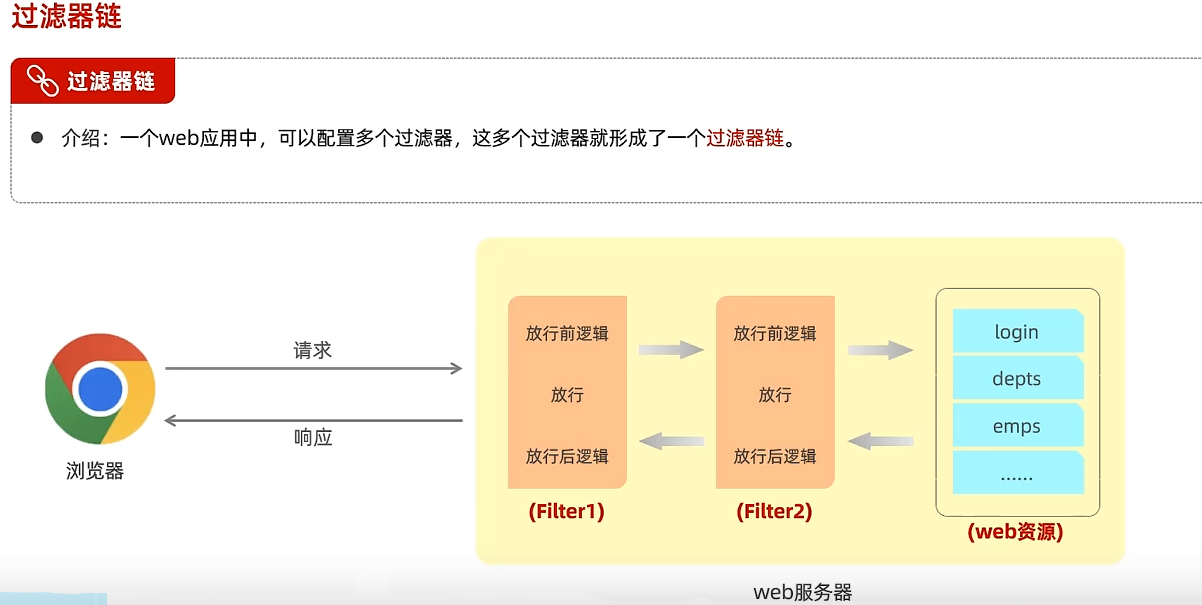 过滤器链
过滤器链
● 介绍：一个web应用中，可以配置多个过滤器，这多个过滤器就形成了一个过滤器链。
浏览器
请求
响应
放行前逻辑
放行
放行后逻辑
(Filter1)
放行前逻辑
放行
放行后逻辑
(Filter2)
login
depts
emps
......
(web资源)
web服务器